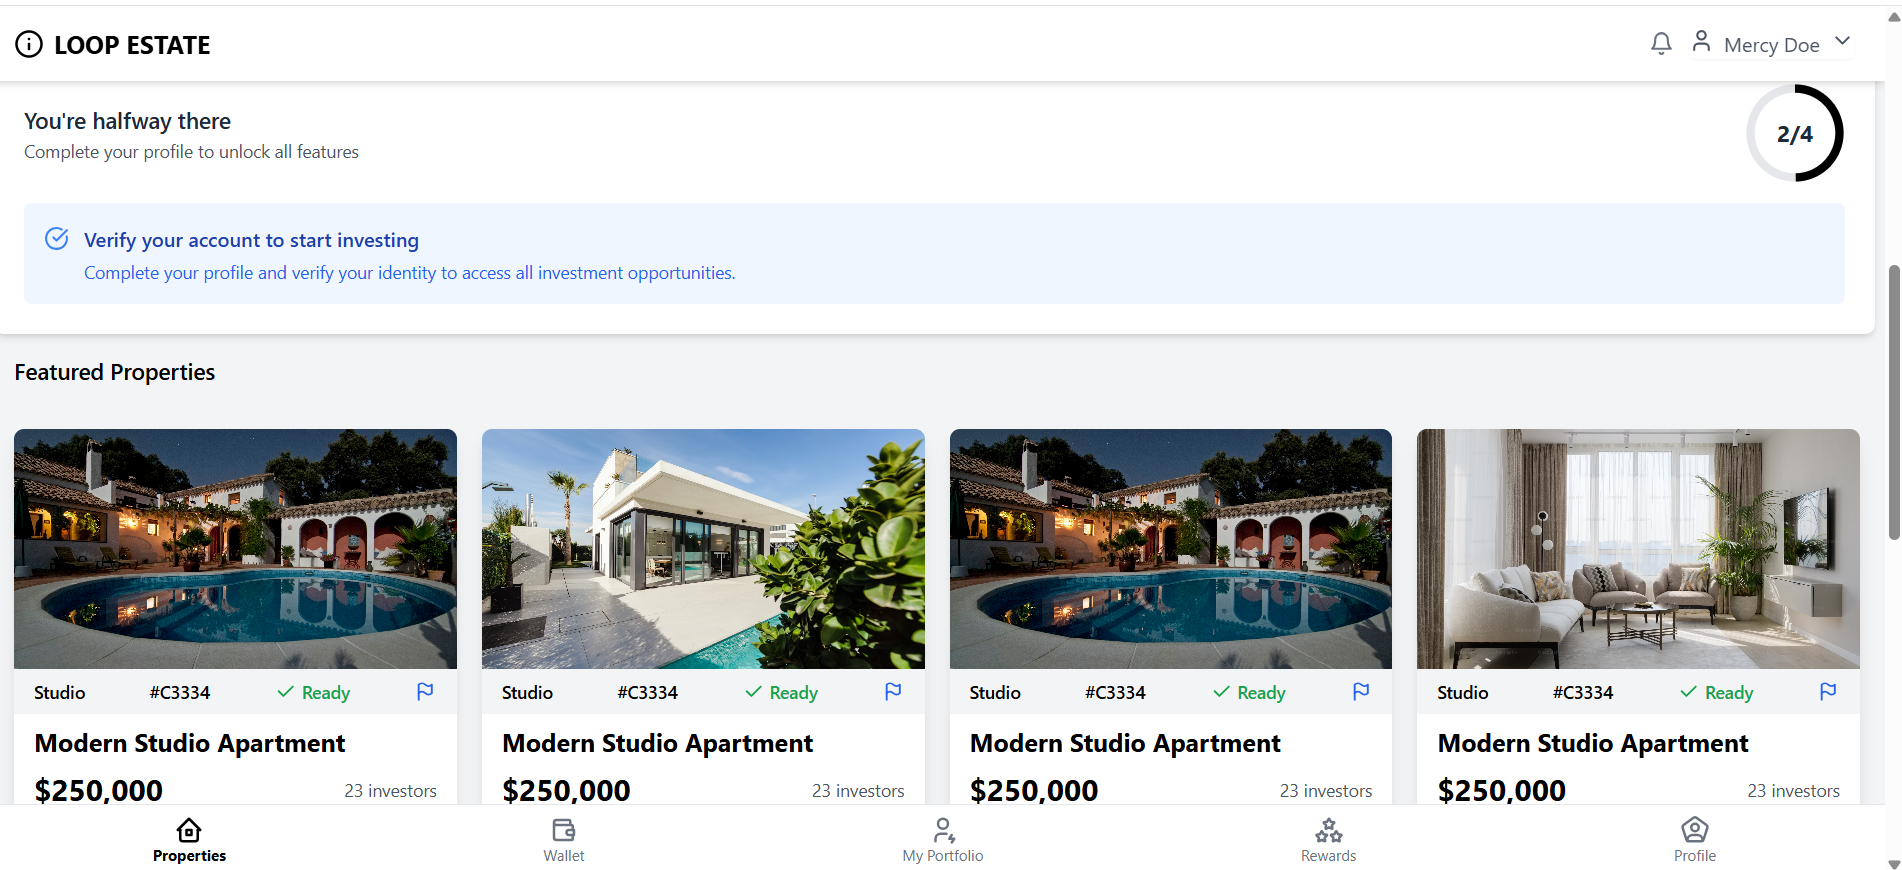 LOOP ESTATE
Mercy Doe
You're halfway there
Complete your profile to unlock all features
2/4
Verify your account to start investing
Complete your profile and verify your identity to access all investment opportunities.
Featured Properties
Studio #C3334 Ready
Modern Studio Apartment
$250,000 23 investors
Studio #C3334 Ready
Modern Studio Apartment
$250,000 23 investors
Studio #C3334 Ready
Modern Studio Apartment
$250,000 23 investors
Studio #C3334 Ready
Modern Studio Apartment
$250,000 23 investors
Properties
Wallet
My Portfolio
Rewards
Profile